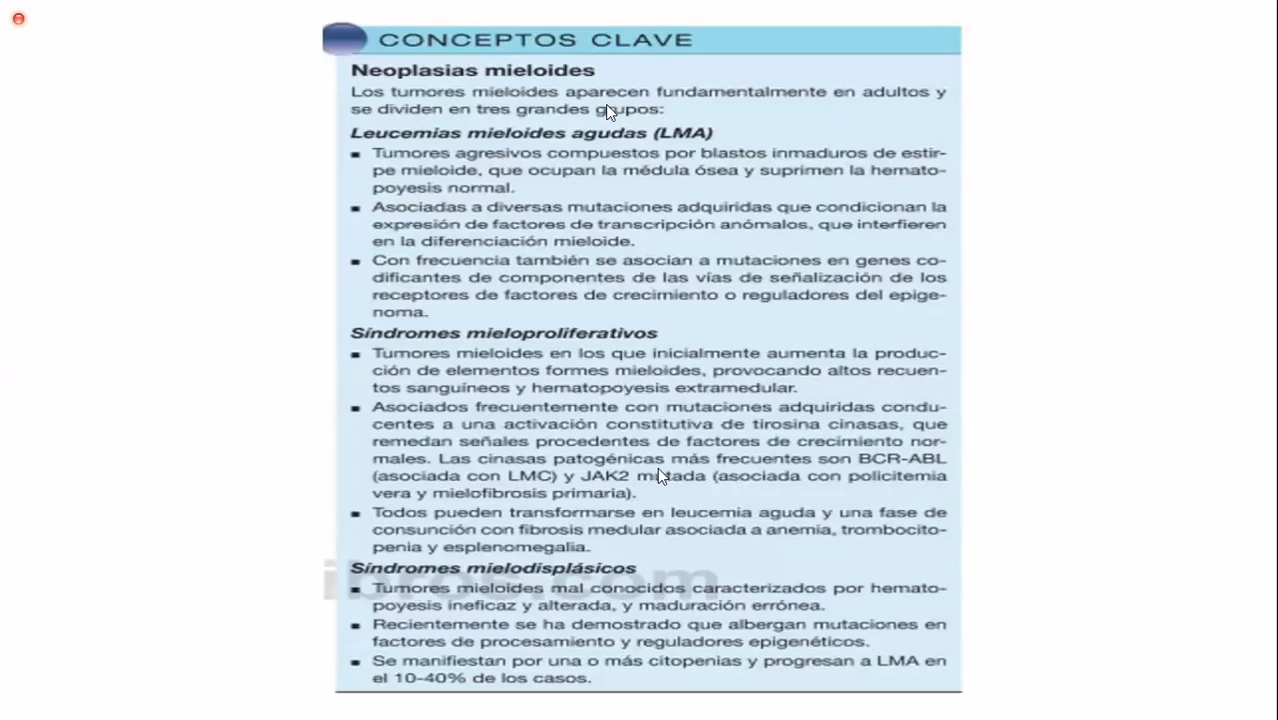 CONCEPTOS CLAVE
Neoplasias mieloides
Los tumores mieloides aparecen fundamentalmente en adultos y
se dividen en tres grandes grupos:
Leucemias mieloides agudas (LMA)
▪ Tumores agresivos compuestos por blastos inmaduros de estir-
pe mieloide, que ocupan la médula ósea y suprimen la hemato-
poyesis normal.
▪ Asociadas a diversas mutaciones adquiridas que condicionan la
expresión de factores de transcripción anómalos, que interfieren
en la diferenciación mieloide.
▪ Con frecuencia también se asocian a mutaciones en genes co-
dificantes de componentes de las vías de señalización de los
receptores de factores de crecimiento o reguladores del epige-
noma.
Síndromes mieloproliferativos
▪ Tumores mieloides en los que inicialmente aumenta la produc-
ción de elementos formes mieloides, provocando altos recuen-
tos sanguíneos y hematopoyesis extramedular.
▪ Asociados frecuentemente con mutaciones adquiridas condu-
centes a una activación constitutiva de tirosina cinasas, que
remedan señales procedentes de factores de crecimiento nor-
males. Las cinasas patogénicas más frecuentes son BCR-ABL
(asociada con LMC) y JAK2 mutada (asociada con policitemia
vera y mielofibrosis primaria).
▪ Todos pueden transformarse en leucemia aguda y una fase de
consunción con fibrosis medular asociada a anemia, trombocito-
penia y esplenomegalia.
Síndromes mielodisplásicos
ibros.com
▪ Tumores mieloides mal conocidos caracterizados por hemato-
poyesis ineficaz y alterada, y maduración errónea.
▪ Recientemente se ha demostrado que albergan mutaciones en
factores de procesamiento y reguladores epigenéticos.
▪ Se manifiestan por una o más citopenias y progresan a LMA en
el 10-40% de los casos.